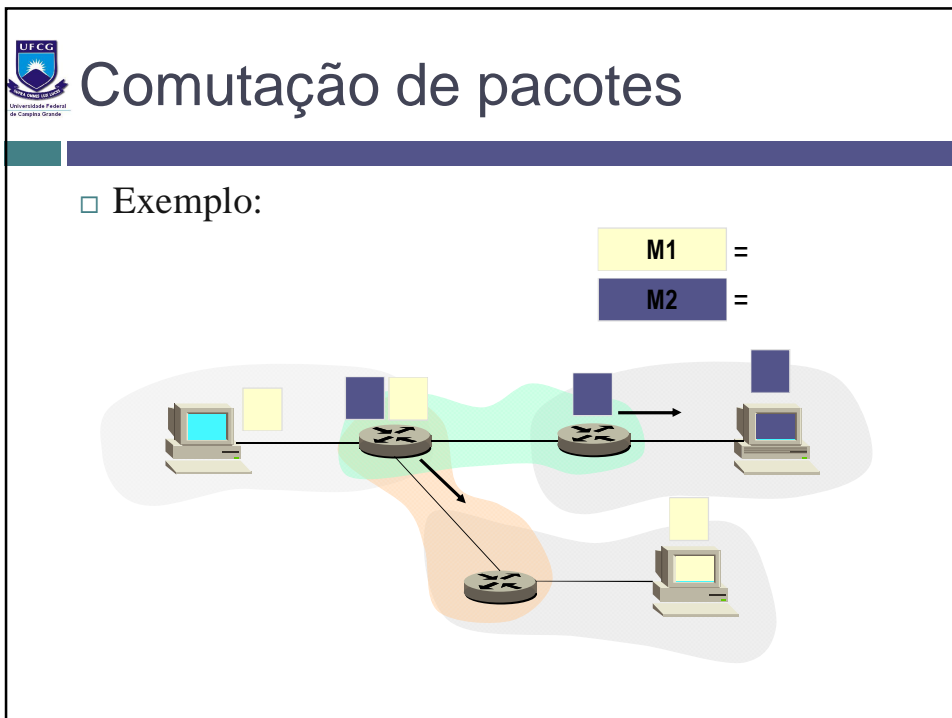 UFCG
Universidade Federal
de Campina Grande
Comutação de pacotes
Exemplo:
M1 =
M2 =